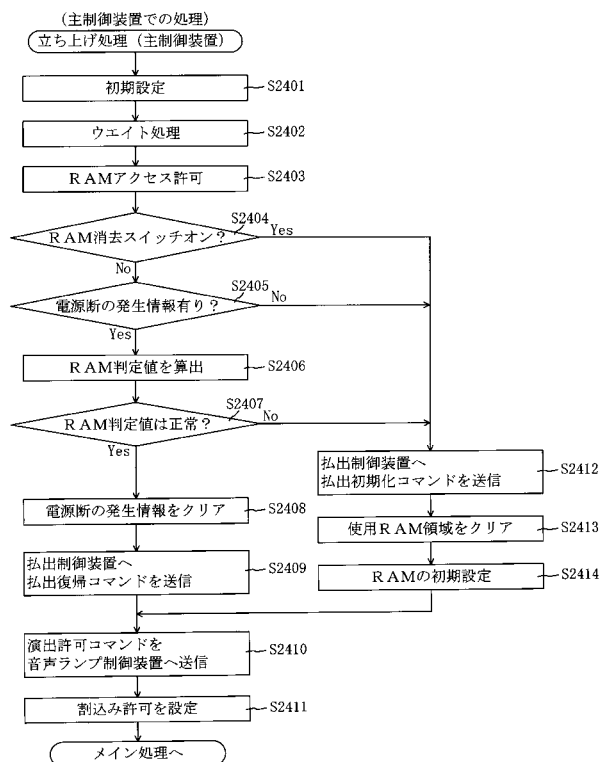 (主制御装置での処理)
立ち上げ処理(主制御装置)
初期設定
S2401
ウエイト処理
S2402
RAMアクセス許可
S2403
S2404
RAM消去スイッチオン?
Yes
No
S2405
電源断の発生情報有り?
No
Yes
RAM判定値を算出
S2406
S2407
RAM判定値は正常?
No
Yes
払出制御装置へ
払出初期化コマンドを送信
S2412
電源断の発生情報をクリア
S2408
使用RAM領域をクリア
S2413
払出制御装置へ
払出復帰コマンドを送信
S2409
RAMの初期設定
S2414
演出許可コマンドを
音声ランプ制御装置へ送信
S2410
割込み許可を設定
S2411
メイン処理へ